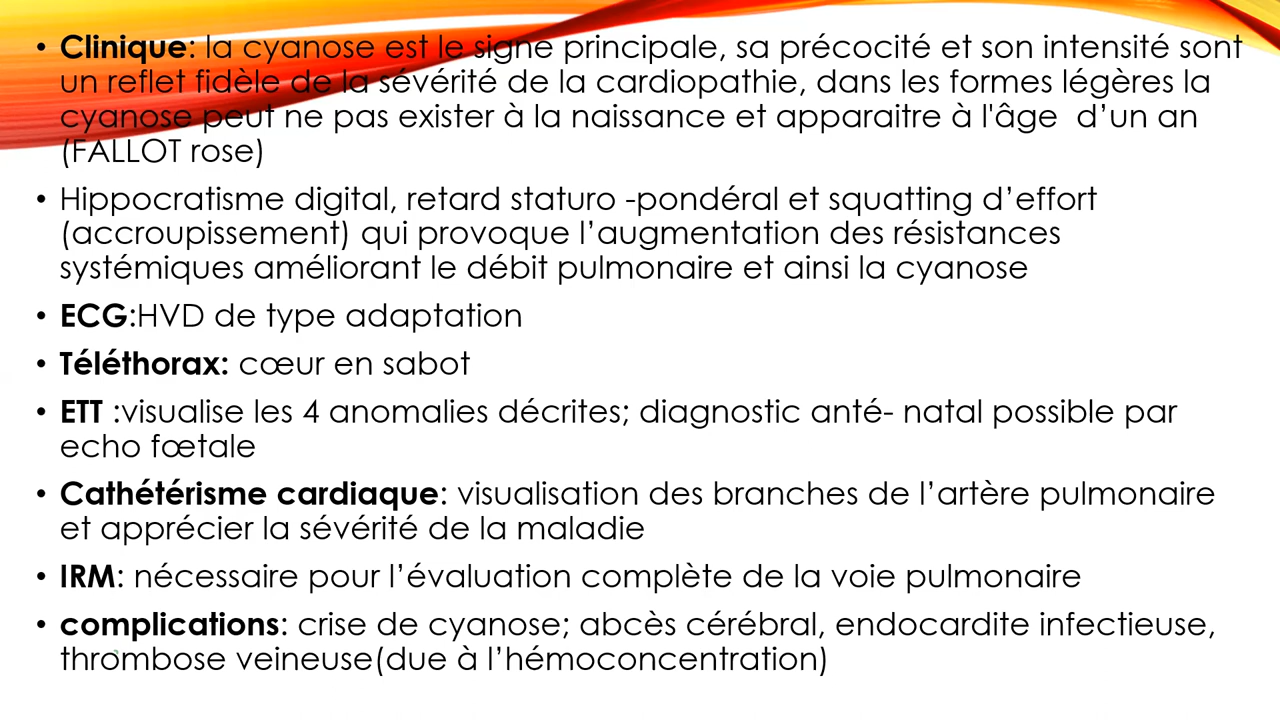 • Clinique: la cyanose est le signe principale, sa précocité et son intensité sont
un reflet fidèle de la sévérité de la cardiopathie, dans les formes légères la
cyanose peut ne pas exister à la naissance et apparaitre à l'âge  d’un an
(FALLOT rose)
• Hippocratisme digital, retard staturo -pondéral et squatting d’effort
(accroupissement) qui provoque l’augmentation des résistances
systémiques améliorant le débit pulmonaire et ainsi la cyanose
• ECG:HVD de type adaptation
• Téléthorax: cœur en sabot
• ETT :visualise les 4 anomalies décrites; diagnostic anté- natal possible par
echo fœtale
• Cathétérisme cardiaque: visualisation des branches de l’artère pulmonaire
et apprécier la sévérité de la maladie
• IRM: nécessaire pour l’évaluation complète de la voie pulmonaire
• complications: crise de cyanose; abcès cérébral, endocardite infectieuse,
thrombose veineuse(due à l’hémoconcentration)